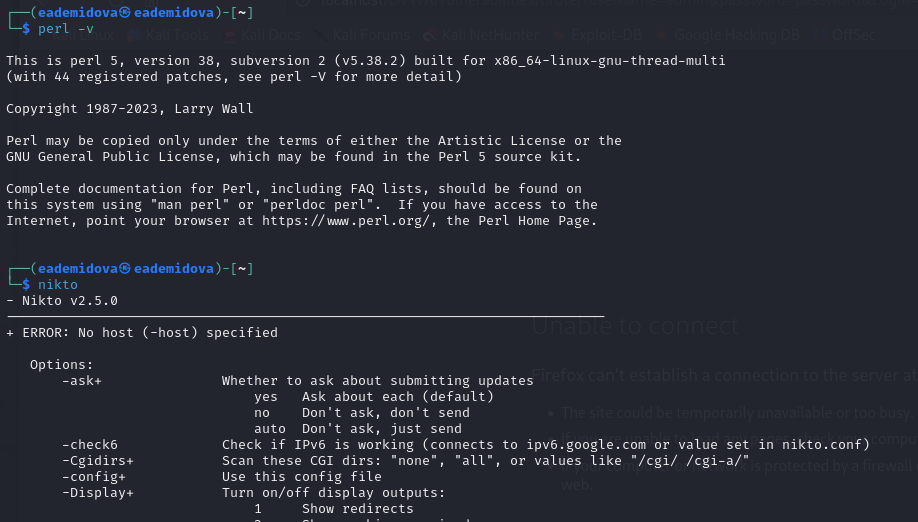 (eademidova㉿eademidova)-[~]
$ perl -v
This is perl 5, version 38, subversion 2 (v5.38.2) built for x86_64-linux-gnu-thread-multi
(with 44 registered patches, see perl -V for more detail)
Copyright 1987-2023, Larry Wall
Perl may be copied only under the terms of either the Artistic License or the
GNU General Public License, which may be found in the Perl 5 source kit.
Complete documentation for Perl, including FAQ lists, should be found on
this system using "man perl" or "perldoc perl".  If you have access to the
Internet, point your browser at https://www.perl.org/, the Perl Home Page.
(eademidova㉿eademidova)-[~]
$ nikto
- Nikto v2.5.0
+ ERROR: No host (-host) specified
Options:
-ask+ Whether to ask about submitting updates
yes Ask about each (default)
no Don't ask, don't send
auto Don't ask, just send
-check6 Check if IPv6 is working (connects to ipv6.google.com or value set in nikto.conf)
-Cgidirs+ Scan these CGI dirs: "none", "all", or values like "/cgi/ /cgi-a/"
-config+ Use this config file
-Display+ Turn on/off display outputs:
1 Show redirects
Kali Linux Kali Tools Kali Docs Kali Forums Kali NetHunter Exploit-DB Google Hacking DB OffSec
Unable to connect
Firefox can't establish a connection to the server at
The site could be temporarily unavailable or too busy.
is protected by a firewall
web.